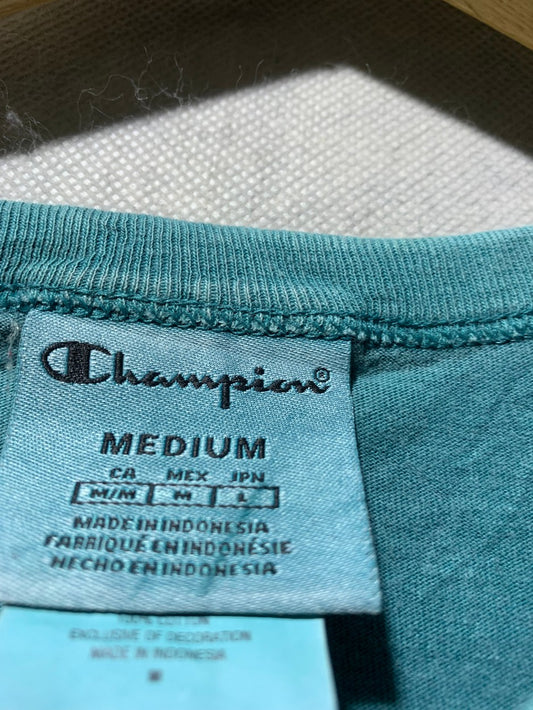 Champion®
MEDIUM
CA MEX JPN
M/M M L
MADE IN INDONESIA
FABRIQUÉ EN INDONÉSIE
HECHO EN INDONESIA
100% COTTON
EXCLUSIVE OF DECORATION
MADE IN INDONESIA